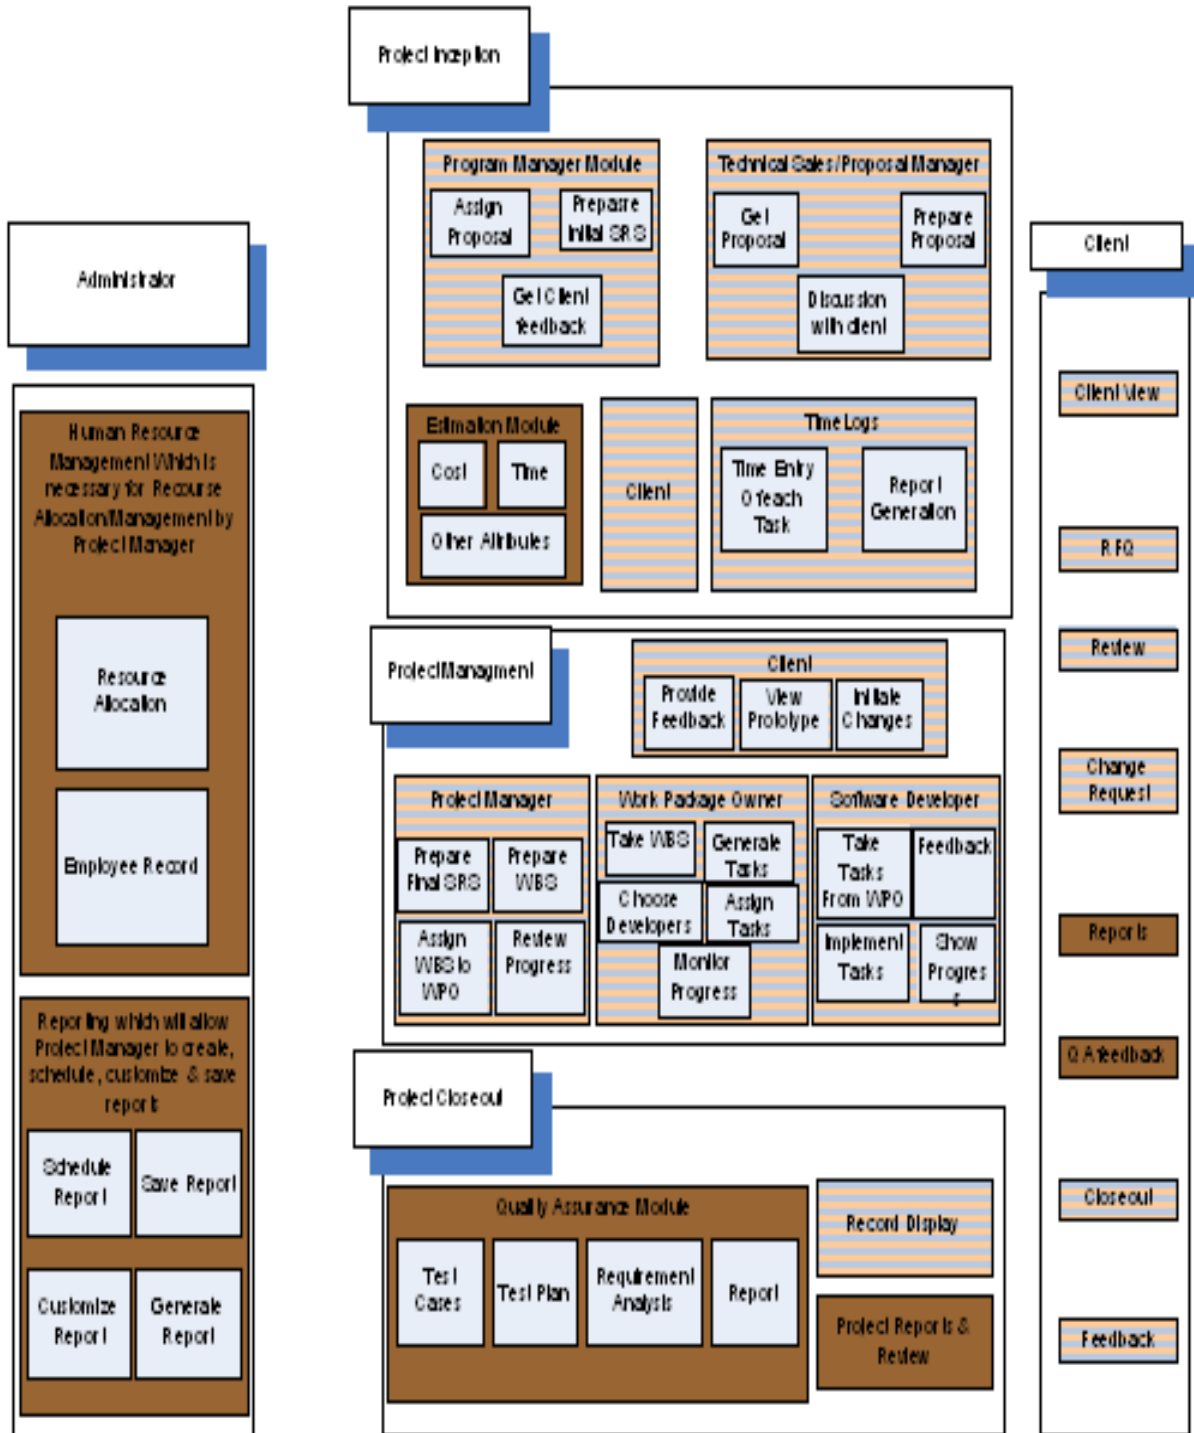 Project Inception
Program Manager Module
Assign
Proposal
Prepasre
Initial SRS
Get Client
feedback
Technical Sales/Proposal Manager
Get
Proposal
Prepare
Proposal
Discussion
with client
Estimation Module
Cost
Time
Other Attributes
Client
Time Logs
Time Entry
Of each
Task
Report
Generation
Administrator
Human Resource
Management Which is
necessary for Recourse
Allocation/Management by
Project Manager
Resource
Allocation
Employee Record
Reporting which will allow
Project Manager to create,
schedule, customize & save
reports
Schedule
Report
Save Report
Customize
Report
Generate
Report
Project Managment
Client
Provide
Feedback
View
Prototype
Initiate
Changes
Project Manager
Prepare
Final SRS
Prepare
WBS
Assign
WBS to
WPO
Review
Progress
Work Package Owner
Take WBS
Generate
Tasks
Choose
Developers
Assign
Tasks
Monitor
Progress
Software Developer
Take
Tasks
From WPO
Feedback
Implement
Tasks
Show
Progres
s
Project Closeout
Quality Assurance Module
Test
Cases
Test Plan
Requirement
Analysis
Report
Record Display
Project Reports &
Review
Client
Client View
RFQ
Review
Change
Request
Reports
QA feedback
Closeout
Feedback